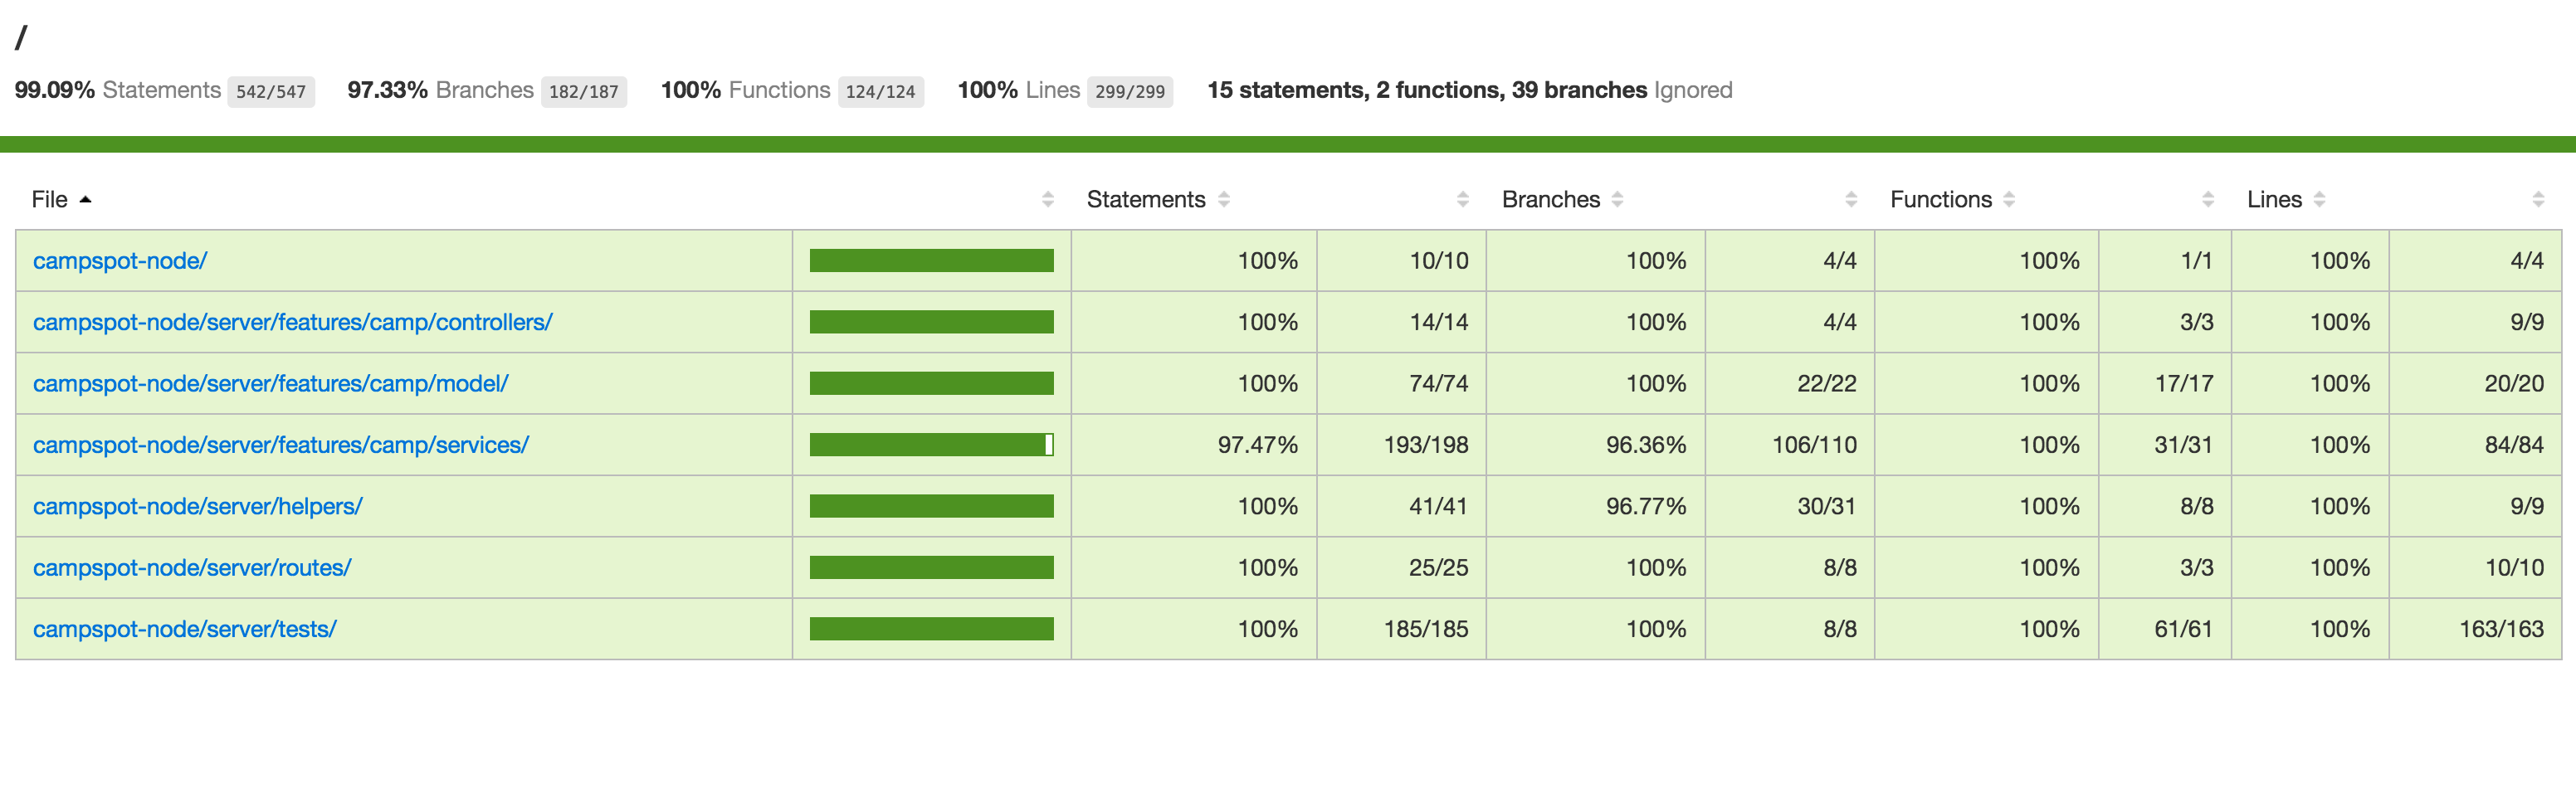 /
99.09% Statements 542/547 97.33% Branches 182/187 100% Functions 124/124 100% Lines 299/299 15 statements, 2 functions, 39 branches Ignored
File Statements Branches Functions Lines
campspot-node/ 100% 10/10 100% 4/4 100% 1/1 100% 4/4
campspot-node/server/features/camp/controllers/ 100% 14/14 100% 4/4 100% 3/3 100% 9/9
campspot-node/server/features/camp/model/ 100% 74/74 100% 22/22 100% 17/17 100% 20/20
campspot-node/server/features/camp/services/ 97.47% 193/198 96.36% 106/110 100% 31/31 100% 84/84
campspot-node/server/helpers/ 100% 41/41 96.77% 30/31 100% 8/8 100% 9/9
campspot-node/server/routes/ 100% 25/25 100% 8/8 100% 3/3 100% 10/10
campspot-node/server/tests/ 100% 185/185 100% 8/8 100% 61/61 100% 163/163